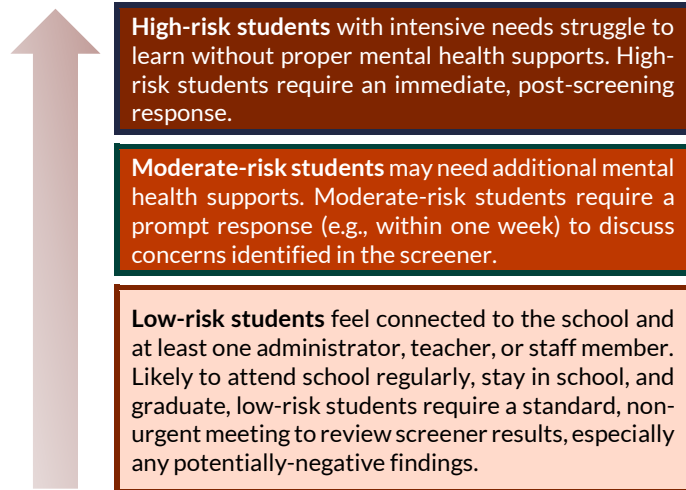 High-risk students with intensive needs struggle to
learn without proper mental health supports. High-
risk students require an immediate, post-screening
response.
Moderate-risk students may need additional mental
health supports. Moderate-risk students require a
prompt response (e.g., within one week) to discuss
concerns identified in the screener.
Low-risk students feel connected to the school and
at least one administrator, teacher, or staff member.
Likely to attend school regularly, stay in school, and
graduate, low-risk students require a standard, non-
urgent meeting to review screener results, especially
any potentially-negative findings.